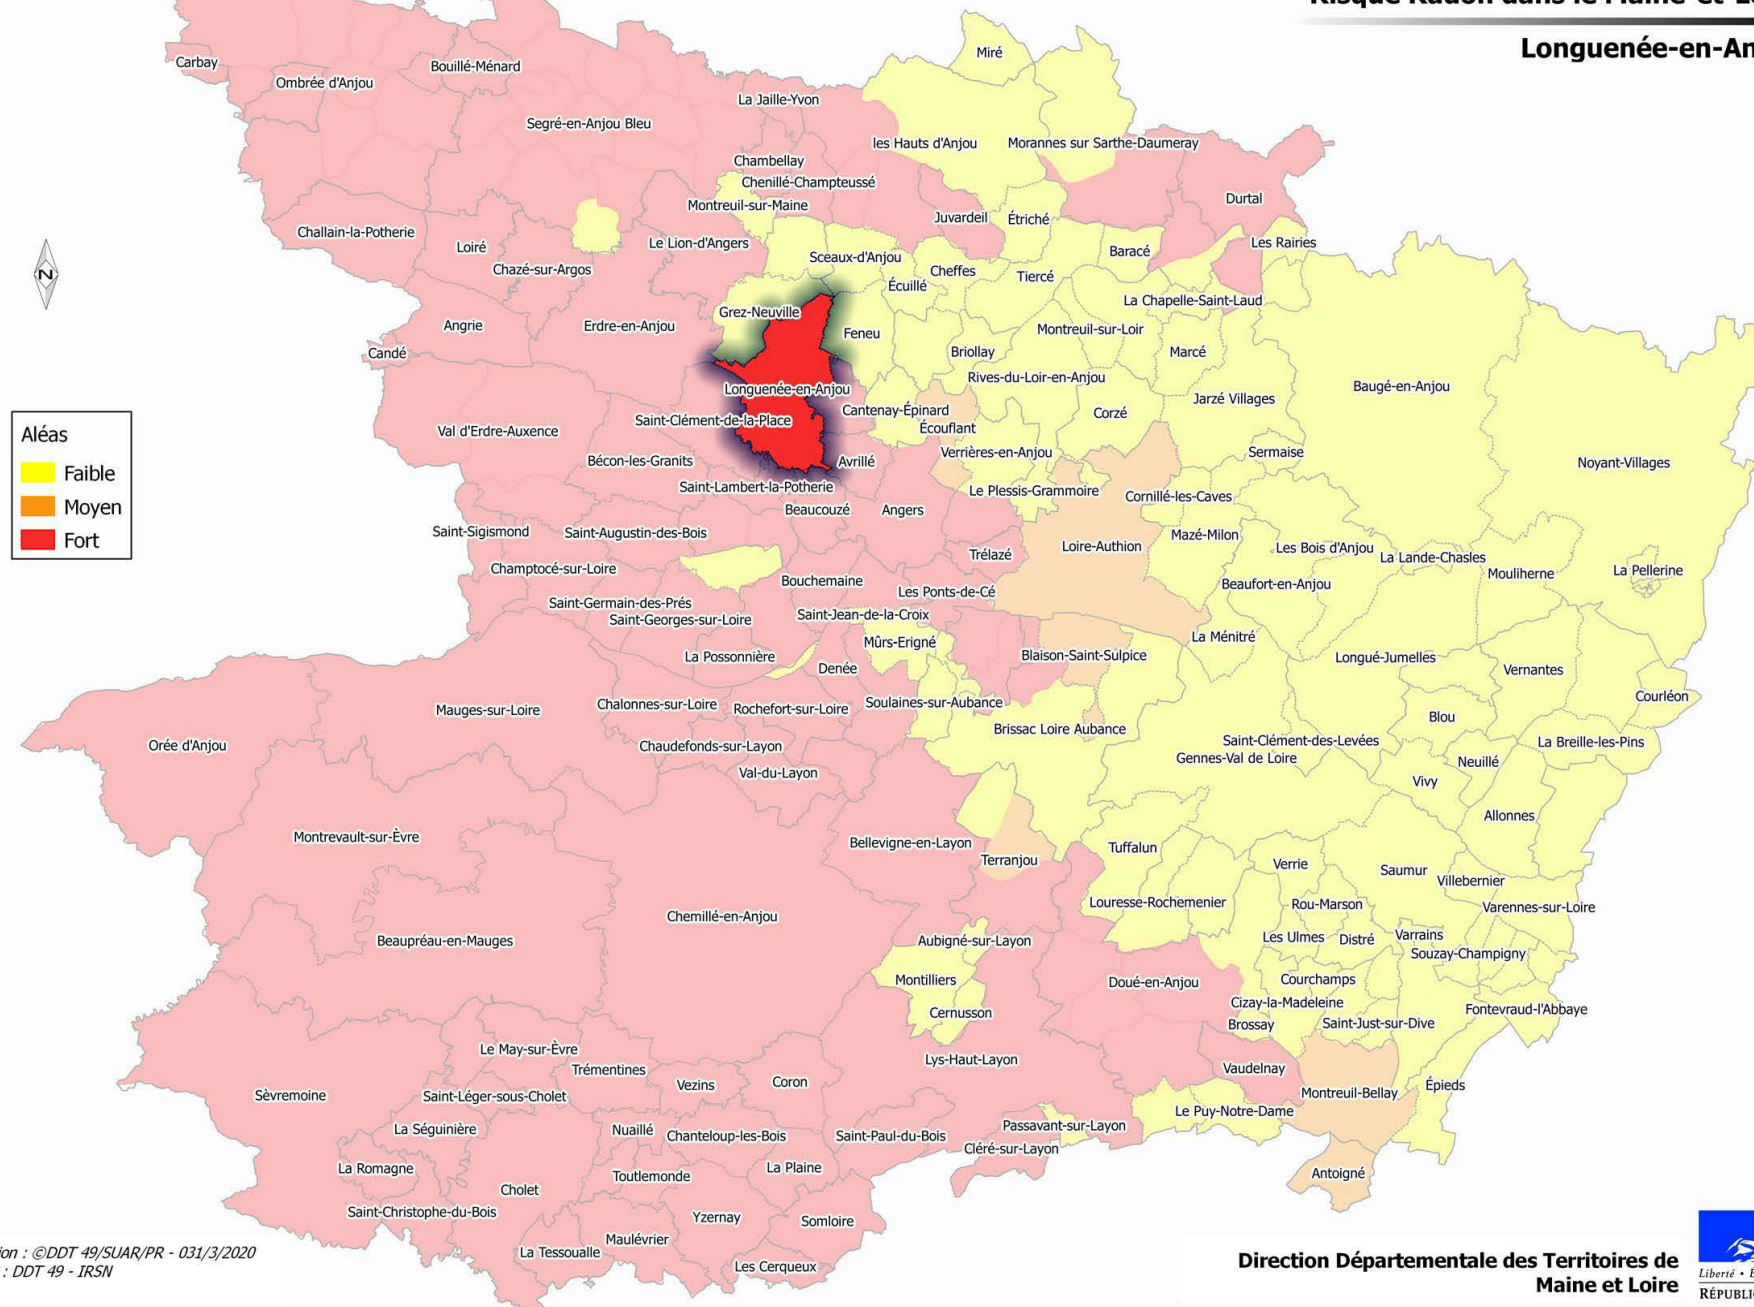 Risque Radon dans le Maine-et-Lo
Longuenée-en-An
Miré
Carbay
Bouillé-Ménard
Ombrée d'Anjou
La Jaille-Yvon
Segré-en-Anjou Bleu
les Hauts d'Anjou
Morannes sur Sarthe-Daumeray
Chambellay
Chenillé-Champteussé
Durtal
Montreuil-sur-Maine
Juvardeil
Étriché
Challain-la-Potherie
Loiré
Le Lion-d'Angers
Les Rairies
Baracé
Sceaux-d'Anjou
Chazé-sur-Argos
Cheffes
Tiercé
N
Écuillé
La Chapelle-Saint-Laud
Grez-Neuville
Angrie
Erdre-en-Anjou
Feneu
Montreuil-sur-Loir
Candé
Briollay
Marcé
Rives-du-Loir-en-Anjou
Longuenée-en-Anjou
Baugé-en-Anjou
Jarzé Villages
Cantenay-Épinard
Corzé
Saint-Clément-de-la-Place
Écouflant
Val d'Erdre-Auxence
Aléas
Faible
Moyen
Fort
Verrières-en-Anjou
Sermaise
Bécon-les-Granits
Avrillé
Noyant-Villages
Saint-Lambert-la-Potherie
Le Plessis-Grammoire
Cornillé-les-Caves
Beaucouzé
Angers
Saint-Sigismond
Saint-Augustin-des-Bois
Mazé-Milon
Loire-Authion
Les Bois d'Anjou
Trélazé
La Lande-Chasles
Champtocé-sur-Loire
Mouliherne
La Pellerine
Bouchemaine
Beaufort-en-Anjou
Les Ponts-de-Cé
Saint-Germain-des-Prés
Saint-Jean-de-la-Croix
Saint-Georges-sur-Loire
La Ménitré
Mûrs-Erigné
La Possonnière
Blaison-Saint-Sulpice
Longué-Jumelles
Denée
Vernantes
Courléon
Chalonnes-sur-Loire
Soulaines-sur-Aubance
Mauges-sur-Loire
Rochefort-sur-Loire
Blou
Brissac Loire Aubance
Orée d'Anjou
Chaudefonds-sur-Layon
Saint-Clément-des-Levées
La Breille-les-Pins
Gennes-Val de Loire
Neuillé
Val-du-Layon
Vivy
Allonnes
Montrevault-sur-Èvre
Bellevigne-en-Layon
Tuffalun
Terranjou
Verrie
Saumur
Villebernier
Louresse-Rochemenier
Rou-Marson
Varennes-sur-Loire
Chemillé-en-Anjou
Les Ulmes
Distré
Varrains
Beaupréau-en-Mauges
Aubigné-sur-Layon
Souzay-Champigny
Montilliers
Doué-en-Anjou
Courchamps
Cizay-la-Madeleine
Fontevraud-l'Abbaye
Cernusson
Brossay
Saint-Just-sur-Dive
Le May-sur-Èvre
Lys-Haut-Layon
Trémentines
Vaudelnay
Vezins
Coron
Épieds
Sèvremoine
Saint-Léger-sous-Cholet
Montreuil-Bellay
Le Puy-Notre-Dame
La Séguinière
Nuaillé
Chanteloup-les-Bois
Saint-Paul-du-Bois
Passavant-sur-Layon
Cléré-sur-Layon
La Romagne
Toutlemonde
La Plaine
Antoigné
Cholet
Saint-Christophe-du-Bois
Yzernay
Somloire
Maulévrier
La Tessoualle
Les Cerqueux
ion : ©DDT 49/SUAR/PR - 031/3/2020
: DDT 49 - IRSN
Direction Départementale des Territoires de
Maine et Loire
Liberté • É
RÉPUBLI